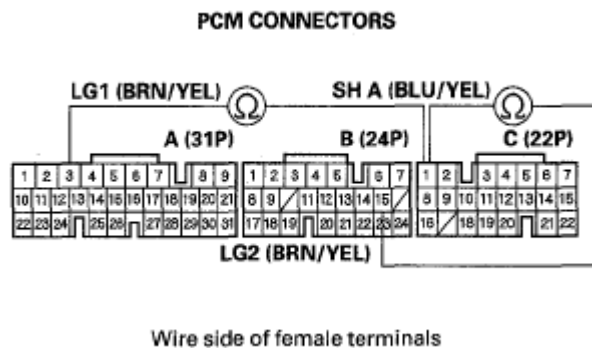 PCM CONNECTORS
LG1 (BRN/YEL) Ω SH A (BLU/YEL) Ω
A (31P) B (24P) C (22P)
1 2 3 4 5 6 7 8 9 1 2 3 4 5 6 7 1 2 3 4 5 6 7
10 11 12 13 14 15 16 17 18 19 20 21 8 9 11 12 13 14 15 8 9 10 11 12 13 14 15
22 23 24 25 26 27 28 29 30 31 17 18 19 20 21 22 23 24 16 18 19 20 21 22
LG2 (BRN/YEL)
Wire side of female terminals